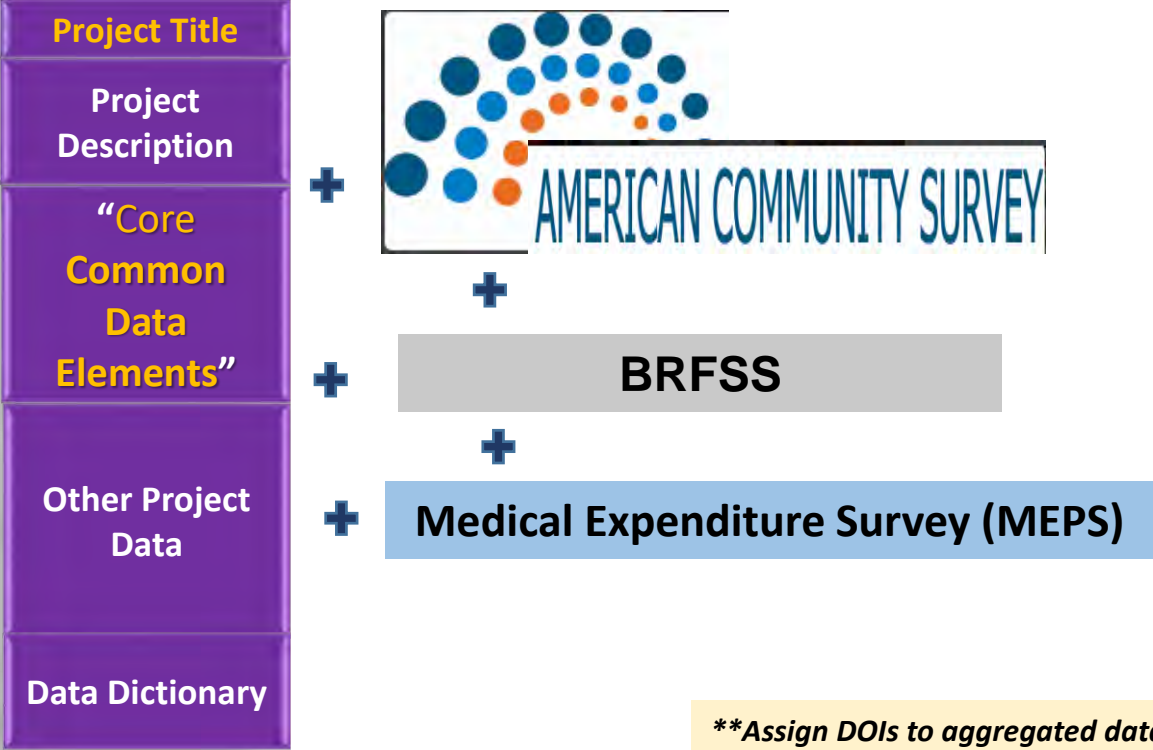 Project Title
Project
Description
“Core
Common
Data
Elements”
Other Project
Data
Data Dictionary
AMERICAN COMMUNITY SURVEY
BRFSS
Medical Expenditure Survey (MEPS)
**Assign DOIs to aggregated data